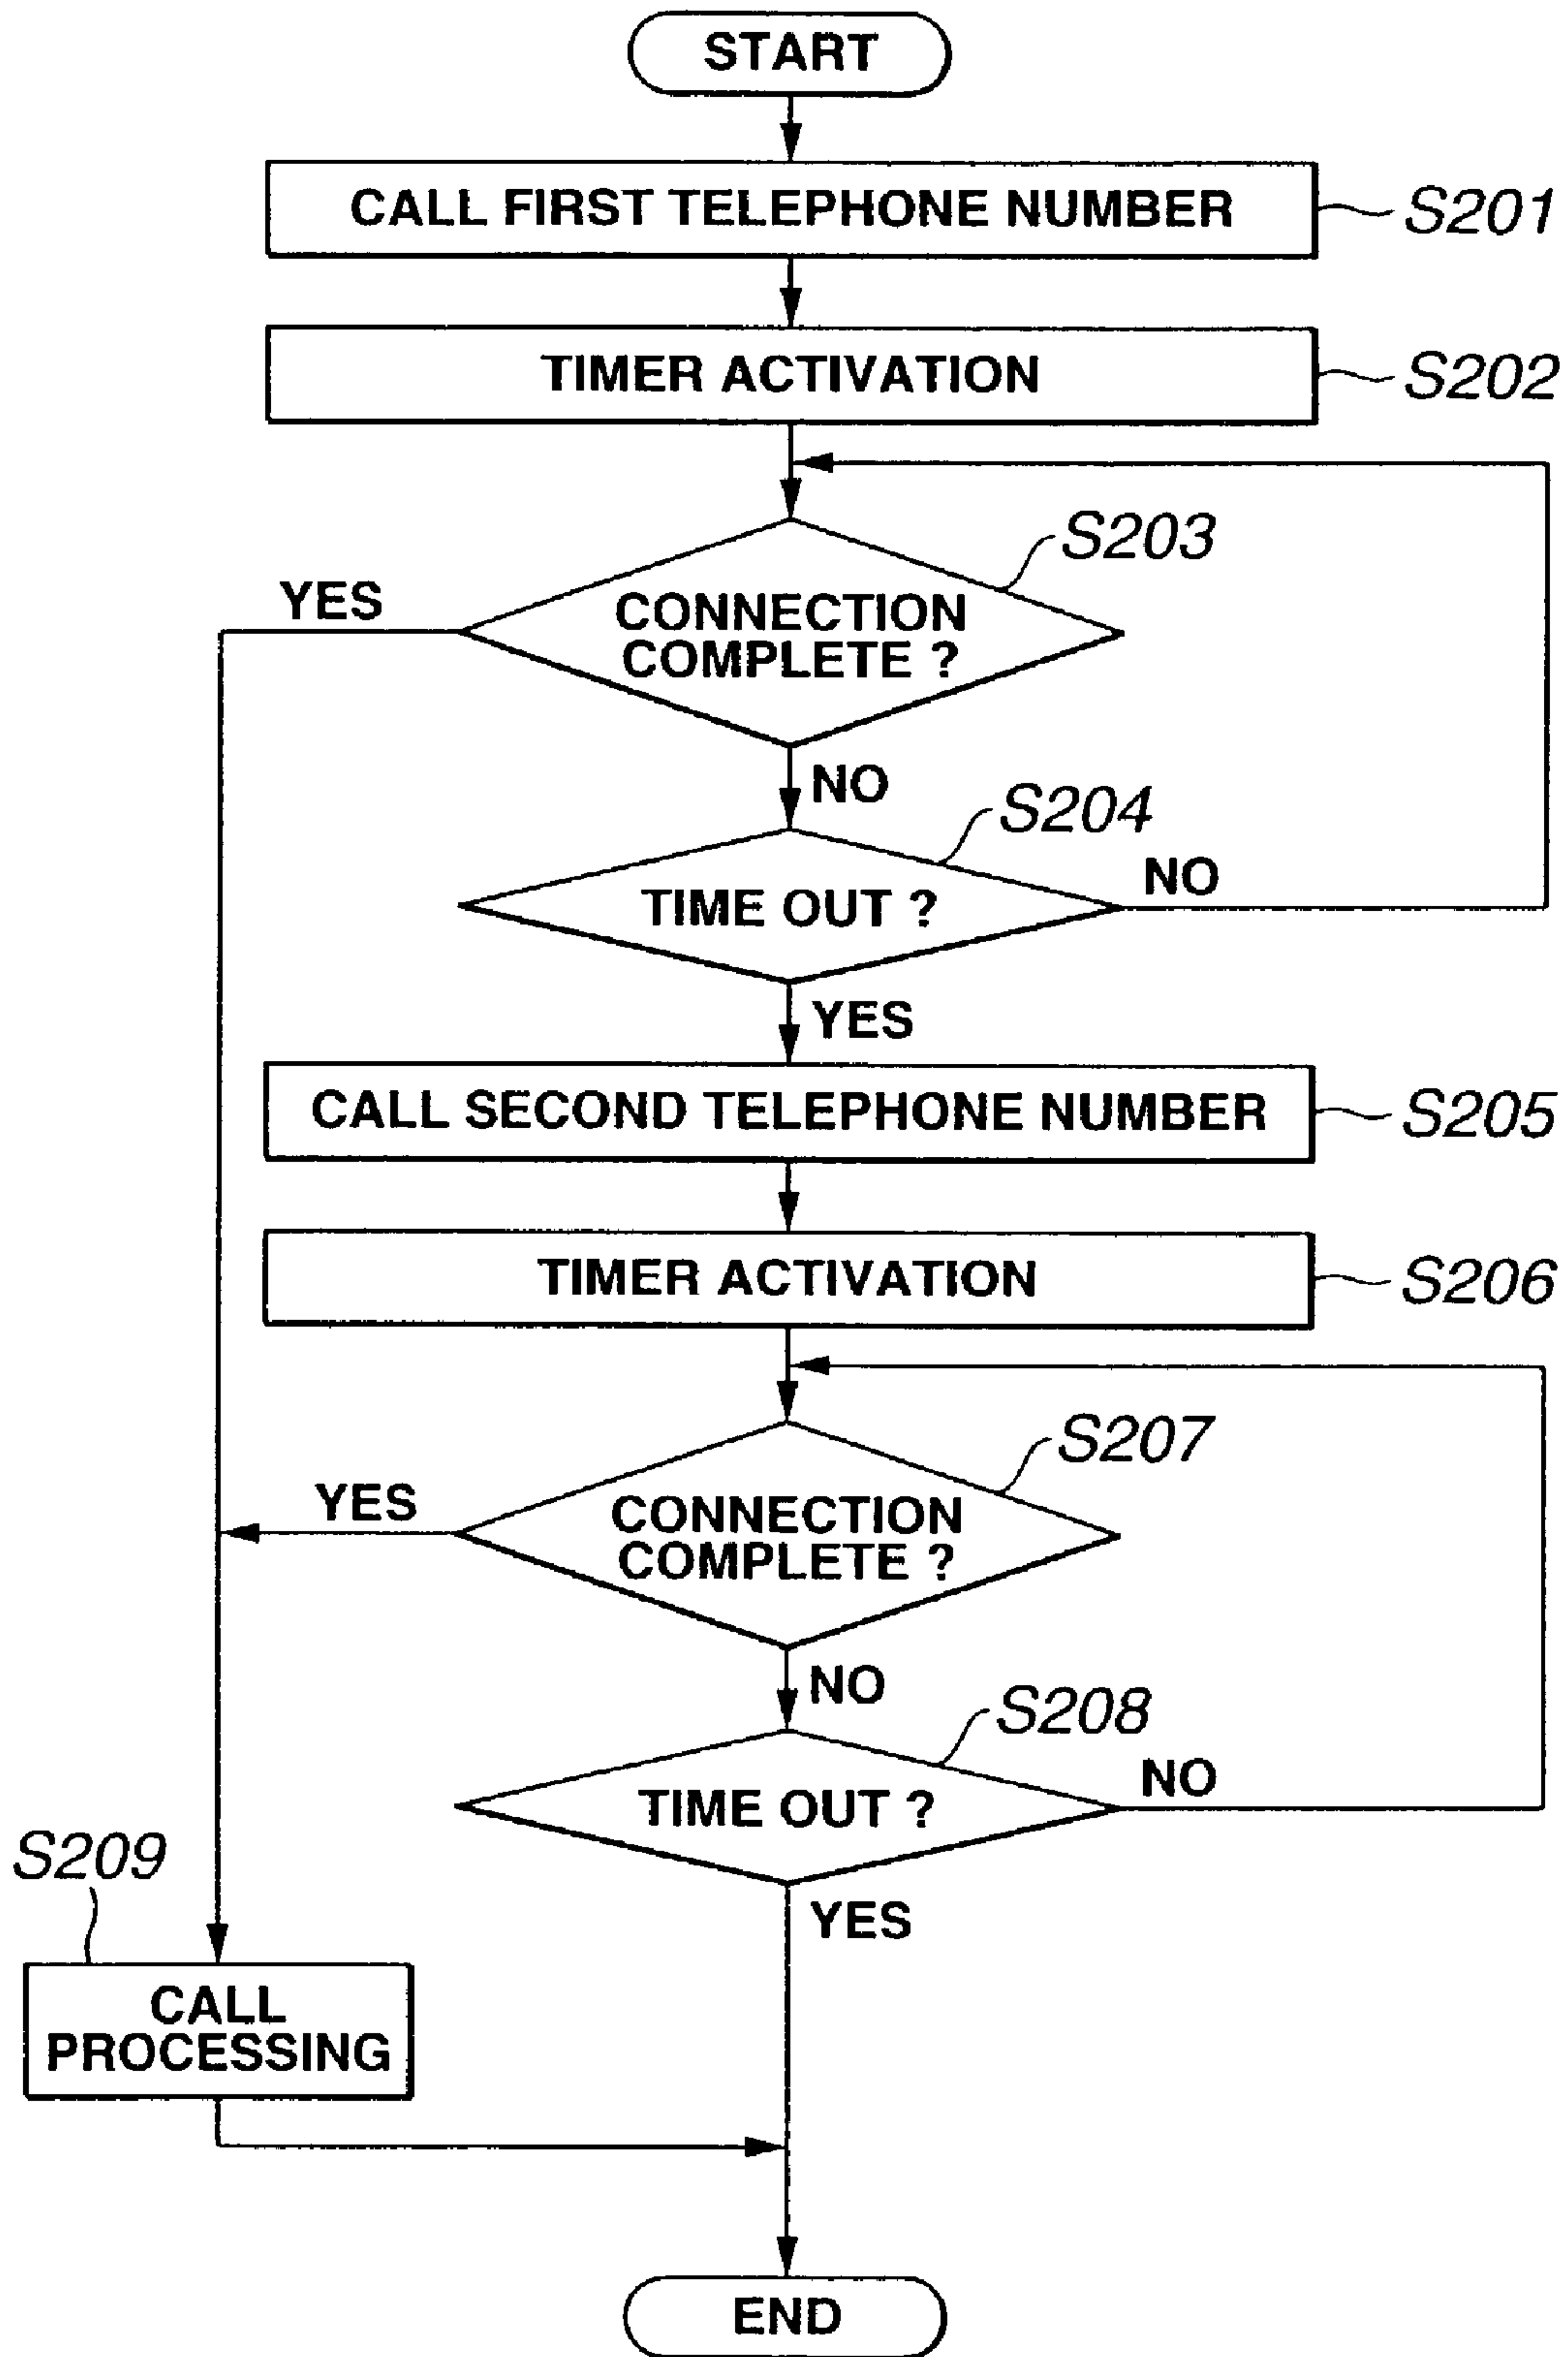 START
CALL FIRST TELEPHONE NUMBER
S201
TIMER ACTIVATION
S202
S203
YES
CONNECTION
COMPLETE ?
NO
S204
TIME OUT ?
NO
YES
CALL SECOND TELEPHONE NUMBER
S205
TIMER ACTIVATION
S206
S207
YES
CONNECTION
COMPLETE ?
NO
S208
TIME OUT ?
NO
S209
YES
CALL
PROCESSING
END